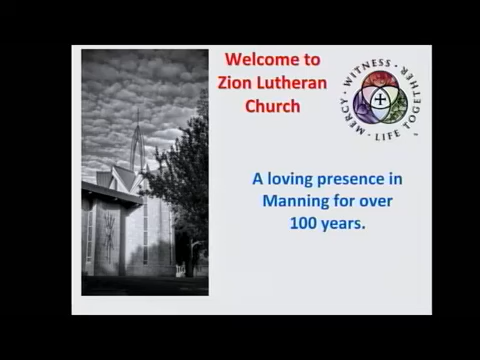 Welcome to
Zion Lutheran
Church
WITNESS · MERCY · LIFE TOGETHER
A loving presence in
Manning for over
100 years.